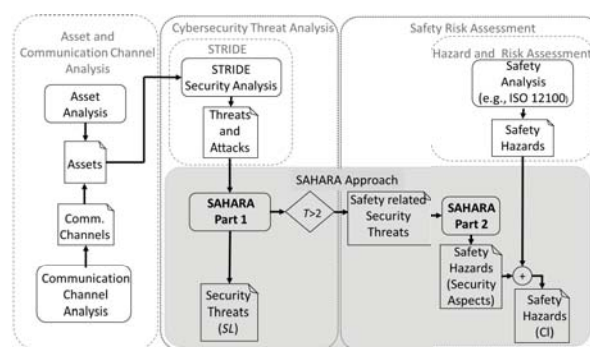 Asset and
Communication Channel
Analysis
Asset
Analysis
Assets
Comm.
Channels
Communication
Channel
Analysis
Cybersecurity Threat Analysis
STRIDE
STRIDE
Security Analysis
Threats
and
Attacks
Safety Risk Assessment
Hazard and Risk Assessment
Safety
Analysis
(e.g., ISO 12100)
Safety
Hazards
SAHARA Approach
SAHARA
Part 1
T>2
Safety related
Security
Threats
SAHARA
Part 2
Security
Threats
(SL)
Safety
Hazards
(Security
Aspects)
+
Safety
Hazards
(CI)